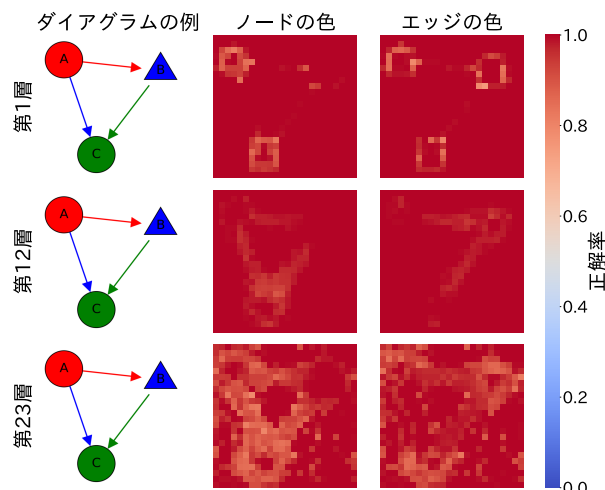 ダイアグラムの例
ノードの色
エッジの色
第1層
A
B
C
第12層
A
B
C
第23層
A
B
C
1.0
0.8
0.6
0.4
0.2
0.0
正解率